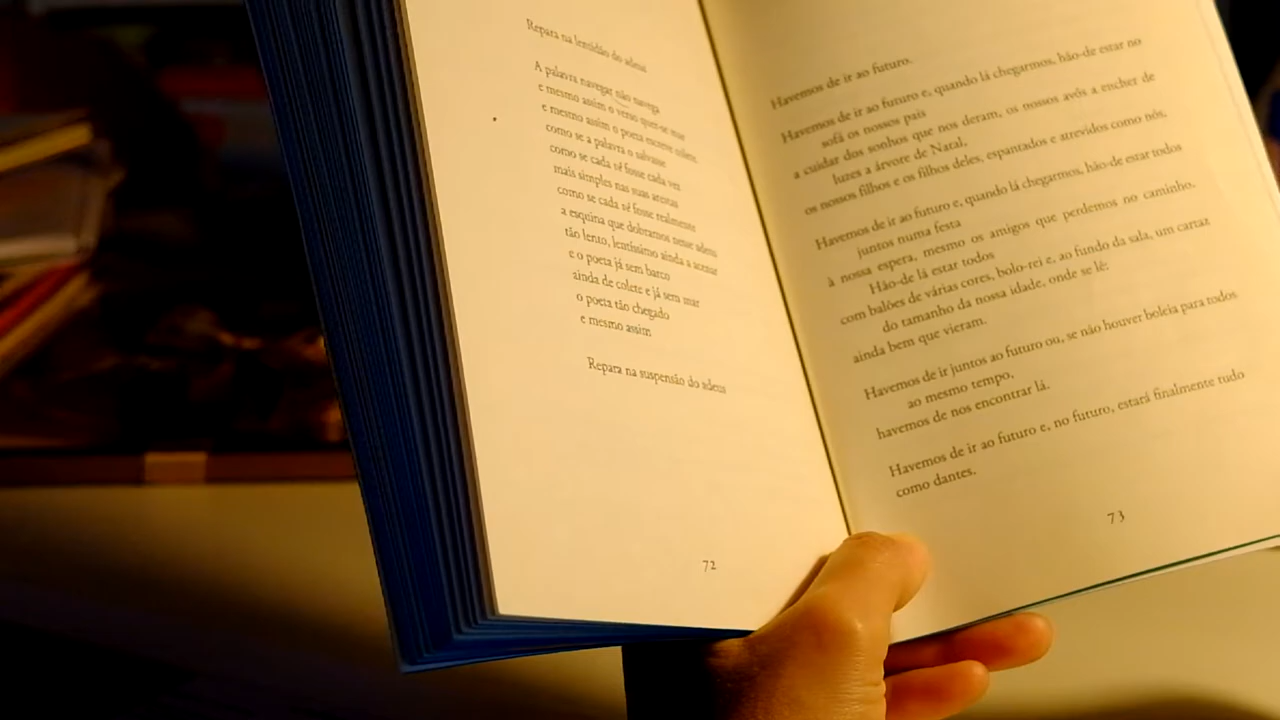 Repara na lentidão do adeus
A palavra navegar não navega
e mesmo assim o verso quer-se mar
e mesmo assim o poeta escreve colete
como se a palavra o salvasse
como se cada vê fosse cada vez
mais simples nas suas arestas
como se cada vê fosse realmente
a esquina que dobramos nesse adeus
tão lento, lentíssimo ainda a acenar
e o poeta já sem barco
ainda de colete e já sem mar
o poeta tão chegado
e mesmo assim
Repara na suspensão do adeus
72
Havemos de ir ao futuro.
Havemos de ir ao futuro e, quando lá chegarmos, hão-de estar no
sofá os nossos pais
a cuidar dos sonhos que nos deram, os nossos avós a encher de
luzes a árvore de Natal,
os nossos filhos e os filhos deles, espantados e atrevidos como nós.
Havemos de ir ao futuro e, quando lá chegarmos, hão-de estar todos
juntos numa festa
à nossa espera, mesmo os amigos que perdemos no caminho.
Hão-de lá estar todos
com balões de várias cores, bolo-rei e, ao fundo da sala, um cartaz
do tamanho da nossa idade, onde se lê:
ainda bem que vieram.
Havemos de ir juntos ao futuro ou, se não houver boleia para todos
ao mesmo tempo,
havemos de nos encontrar lá.
Havemos de ir ao futuro e, no futuro, estará finalmente tudo
como dantes.
73